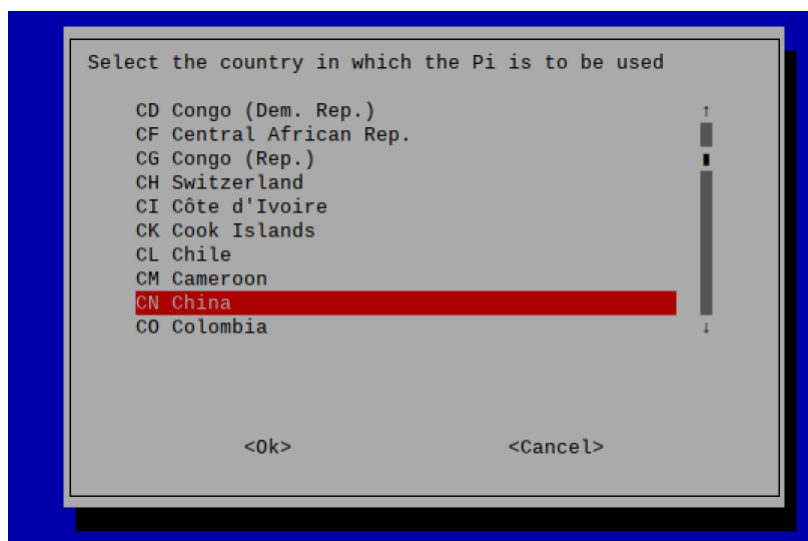 Select the country in which the Pi is to be used
CD Congo (Dem. Rep.)
CF Central African Rep.
CG Congo (Rep.)
CH Switzerland
CI Côte d'Ivoire
CK Cook Islands
CL Chile
CM Cameroon
CN China
CO Colombia
<Ok> <Cancel>